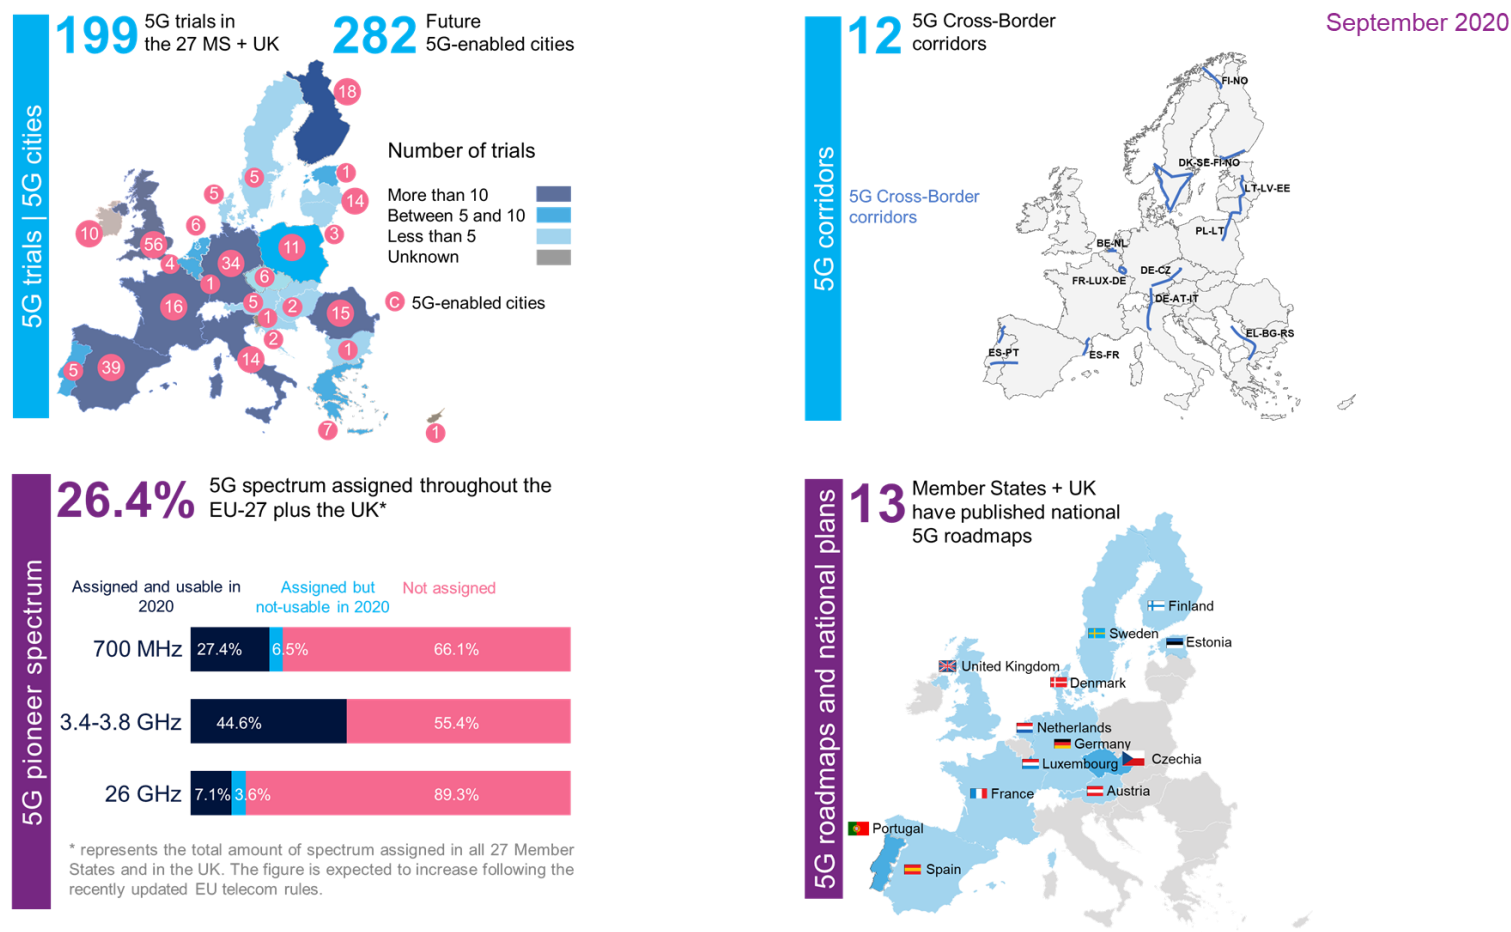 199
5G trials in
the 27 MS + UK
282
Future
5G-enabled cities
5G trials | 5G cities
18
5
1
5
14
6
3
10
56
11
4
34
1
6
16
5
2
1
15
2
14
1
39
5
7
1
Number of trials
More than 10
Between 5 and 10
Less than 5
Unknown
C
5G-enabled cities
12
5G Cross-Border
corridors
September 2020
5G corridors
5G Cross-Border
corridors
FI-NO
DK-SE-FI-NO
LT-LV-EE
PL-LT
BE-NL
DE-CZ
FR-LUX-DE
DE-AT-IT
EL-BG-RS
ES-PT
ES-FR
26.4%
5G spectrum assigned throughout the
EU-27 plus the UK*
5G pioneer spectrum
Assigned and usable in
2020
Assigned but
not-usable in 2020
Not assigned
700 MHz
27.4%
6.5%
66.1%
3.4-3.8 GHz
44.6%
55.4%
26 GHz
7.1%
3.6%
89.3%
* represents the total amount of spectrum assigned in all 27 Member
States and in the UK. The figure is expected to increase following the
recently updated EU telecom rules.
13
Member States + UK
have published national
5G roadmaps
5G roadmaps and national plans
Finland
Sweden
Estonia
United Kingdom
Denmark
Netherlands
Germany
Luxembourg
Czechia
France
Austria
Portugal
Spain